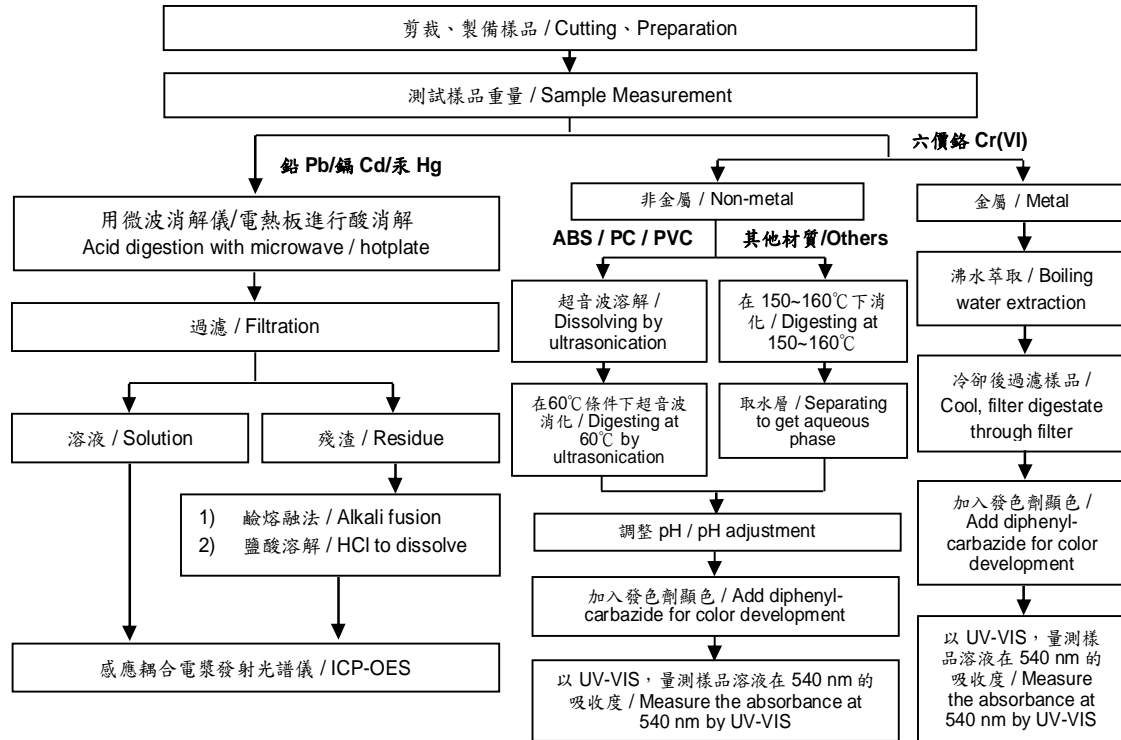 剪裁、製備樣品 / Cutting、Preparation
測試樣品重量 / Sample Measurement
鉛 Pb/鎘 Cd/汞 Hg
六價鉻 Cr(VI)
用微波消解儀/電熱板進行酸消解
Acid digestion with microwave / hotplate
過濾 / Filtration
溶液 / Solution
殘渣 / Residue
1) 鹼熔融法 / Alkali fusion
2) 鹽酸溶解 / HCl to dissolve
感應耦合電漿發射光譜儀 / ICP-OES
非金屬 / Non-metal
ABS / PC / PVC
其他材質/Others
超音波溶解 /
Dissolving by
ultrasonication
在 150~160℃下消
化 / Digesting at
150~160℃
在60℃條件下超音波
消化 / Digesting at
60℃ by
ultrasonication
取水層 / Separating
to get aqueous
phase
調整 pH / pH adjustment
加入發色劑顯色 / Add diphenyl-
carbazide for color development
以 UV-VIS，量測樣品溶液在 540 nm 的
吸收度 / Measure the absorbance at
540 nm by UV-VIS
金屬 / Metal
沸水萃取 / Boiling
water extraction
冷卻後過濾樣品 /
Cool, filter digestate
through filter
加入發色劑顯色 /
Add diphenyl-
carbazide for color
development
以 UV-VIS，量測樣
品溶液在 540 nm 的
吸收度 / Measure
the absorbance at
540 nm by UV-VIS